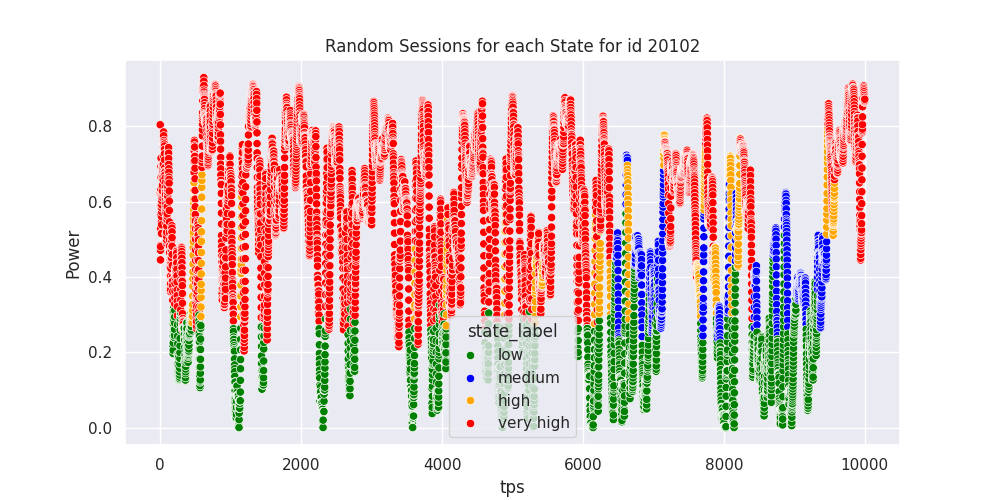 Random Sessions for each State for id 20102
Power
0.8
0.6
0.4
0.2
0.0
state_label
low
medium
high
very high
0
2000
4000
6000
8000
10000
tps